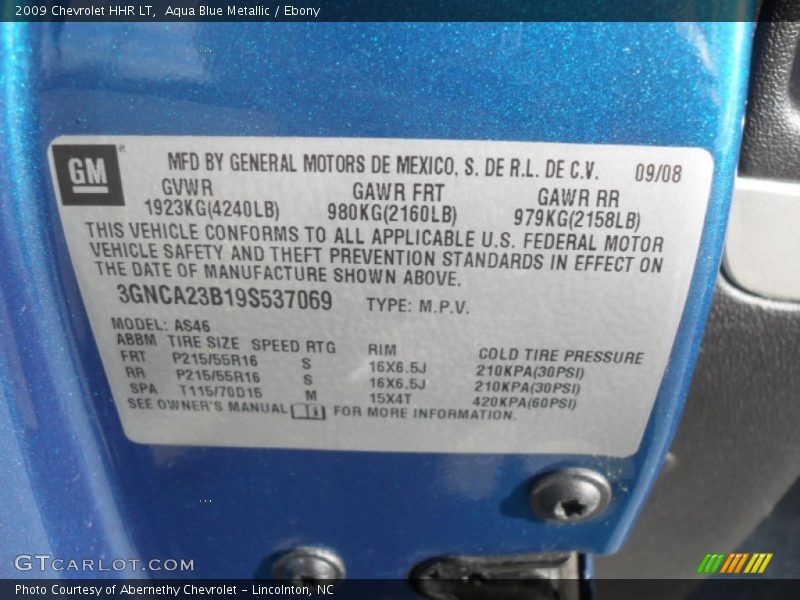 2009 Chevrolet HHR LT, Aqua Blue Metallic / Ebony
GM
MFD BY GENERAL MOTORS DE MEXICO, S. DE R.L. DE C.V. 09/08
GVWR GAWR FRT GAWR RR
1923KG(4240LB) 980KG(2160LB) 979KG(2158LB)
THIS VEHICLE CONFORMS TO ALL APPLICABLE U.S. FEDERAL MOTOR
VEHICLE SAFETY AND THEFT PREVENTION STANDARDS IN EFFECT ON
THE DATE OF MANUFACTURE SHOWN ABOVE.
3GNCA23B19S537069 TYPE: M.P.V.
MODEL: AS46
ABBM TIRE SIZE SPEED RTG RIM COLD TIRE PRESSURE
FRT P215/55R16 S 16X6.5J 210KPA(30PSI)
RR P215/55R16 S 16X6.5J 210KPA(30PSI)
SPA T115/70D15 M 15X4T 420KPA(60PSI)
SEE OWNER'S MANUAL FOR MORE INFORMATION.
GTCARLOT.COM
Photo Courtesy of Abernethy Chevrolet - Lincolnton, NC